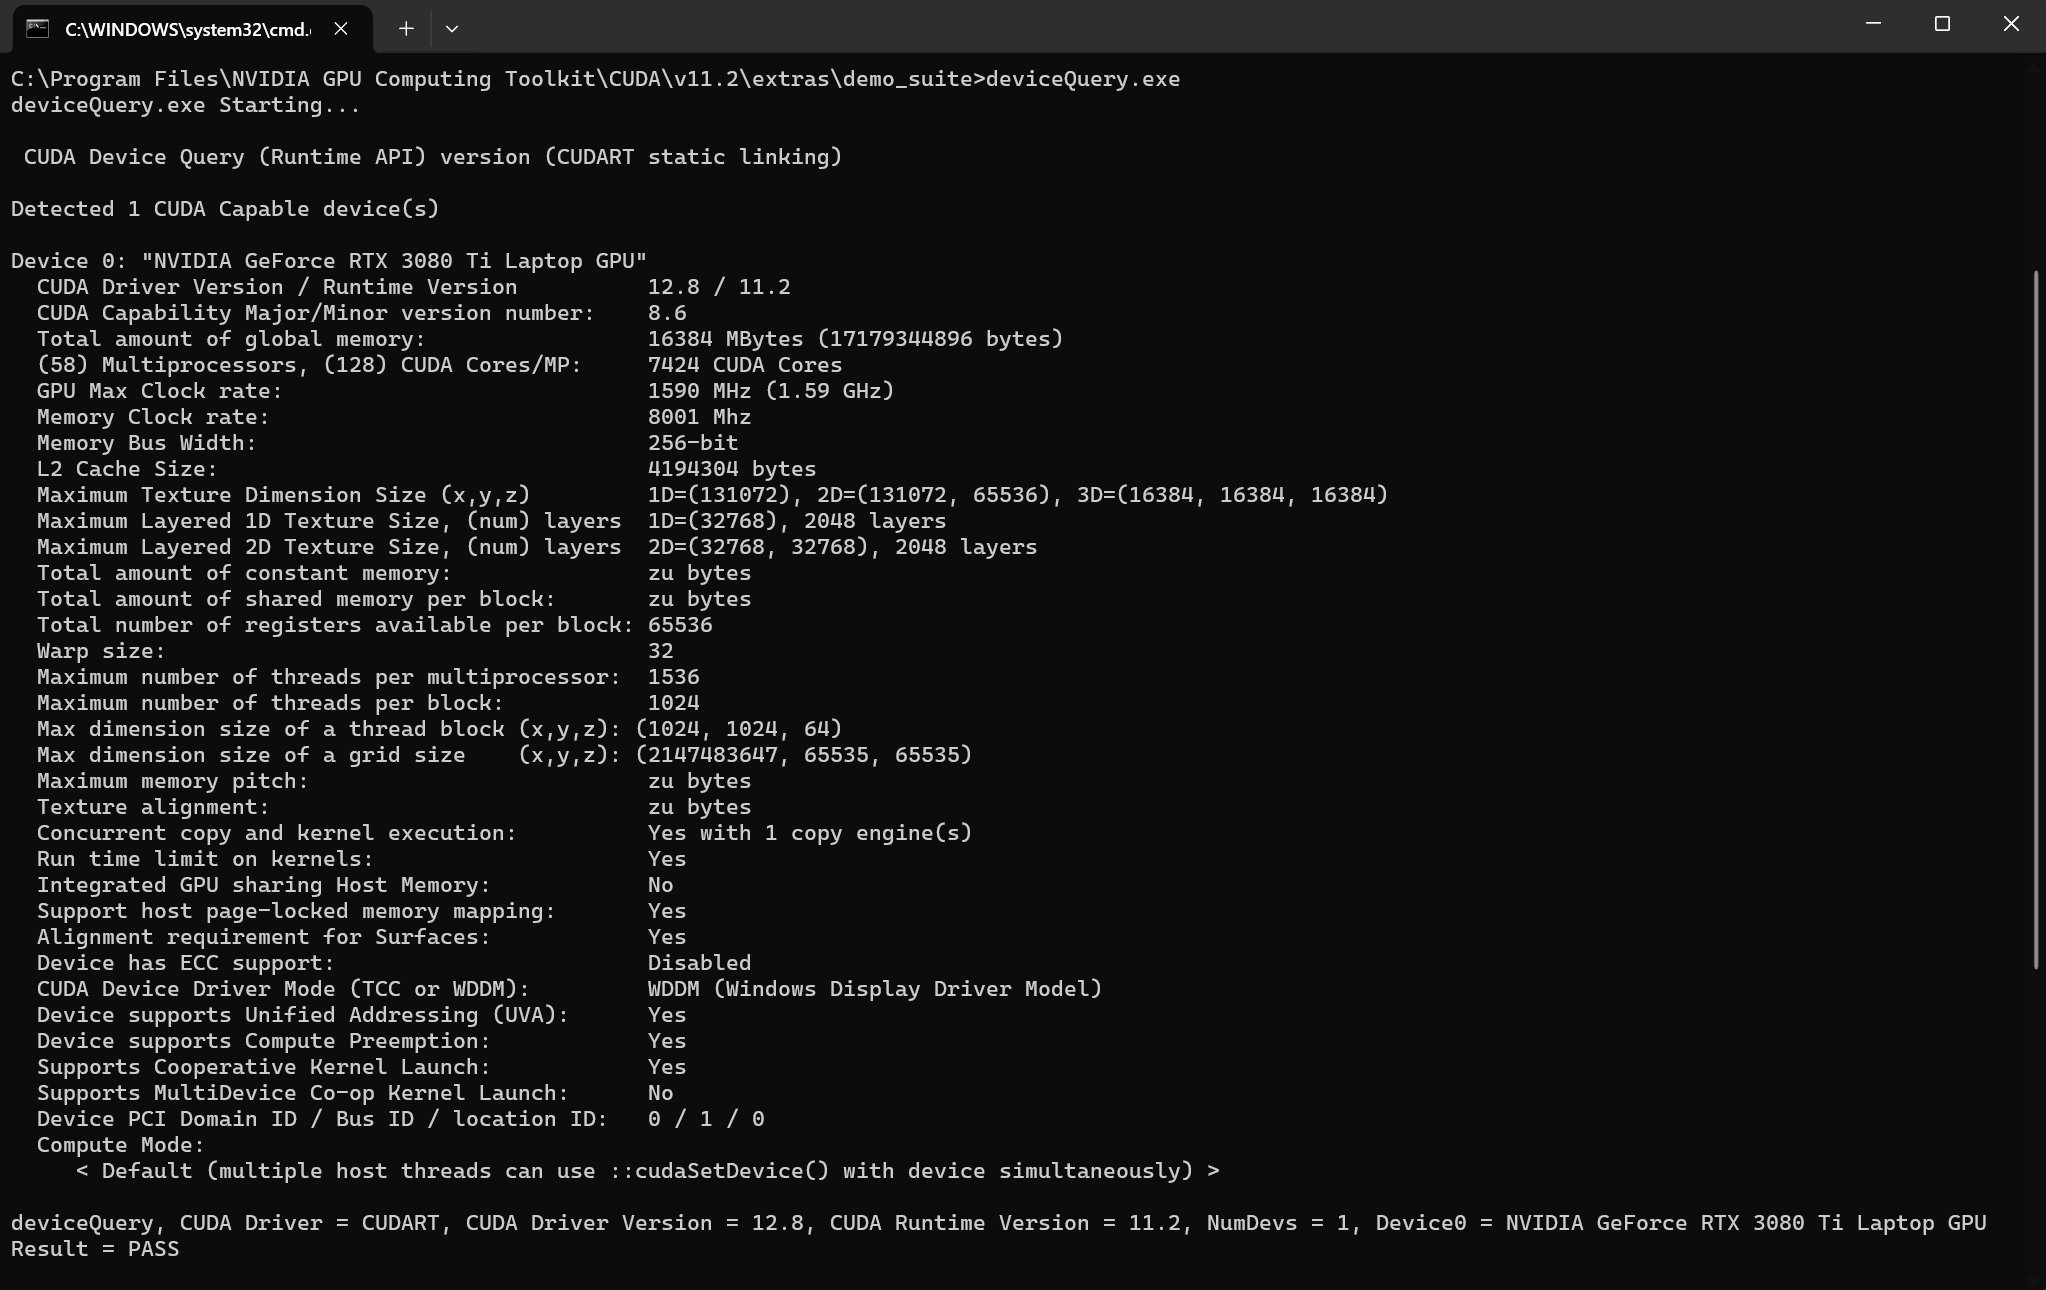 C:\WINDOWS\system32\cmd.
C:\Program Files\NVIDIA GPU Computing Toolkit\CUDA\v11.2\extras\demo_suite>deviceQuery.exe
deviceQuery.exe Starting...
CUDA Device Query (Runtime API) version (CUDART static linking)
Detected 1 CUDA Capable device(s)
Device 0: "NVIDIA GeForce RTX 3080 Ti Laptop GPU"
CUDA Driver Version / Runtime Version 12.8 / 11.2
CUDA Capability Major/Minor version number: 8.6
Total amount of global memory: 16384 MBytes (17179344896 bytes)
(58) Multiprocessors, (128) CUDA Cores/MP: 7424 CUDA Cores
GPU Max Clock rate: 1590 MHz (1.59 GHz)
Memory Clock rate: 8001 Mhz
Memory Bus Width: 256-bit
L2 Cache Size: 4194304 bytes
Maximum Texture Dimension Size (x,y,z) 1D=(131072), 2D=(131072, 65536), 3D=(16384, 16384, 16384)
Maximum Layered 1D Texture Size, (num) layers 1D=(32768), 2048 layers
Maximum Layered 2D Texture Size, (num) layers 2D=(32768, 32768), 2048 layers
Total amount of constant memory: zu bytes
Total amount of shared memory per block: zu bytes
Total number of registers available per block: 65536
Warp size: 32
Maximum number of threads per multiprocessor: 1536
Maximum number of threads per block: 1024
Max dimension size of a thread block (x,y,z): (1024, 1024, 64)
Max dimension size of a grid size (x,y,z): (2147483647, 65535, 65535)
Maximum memory pitch: zu bytes
Texture alignment: zu bytes
Concurrent copy and kernel execution: Yes with 1 copy engine(s)
Run time limit on kernels: Yes
Integrated GPU sharing Host Memory: No
Support host page-locked memory mapping: Yes
Alignment requirement for Surfaces: Yes
Device has ECC support: Disabled
CUDA Device Driver Mode (TCC or WDDM): WDDM (Windows Display Driver Model)
Device supports Unified Addressing (UVA): Yes
Device supports Compute Preemption: Yes
Supports Cooperative Kernel Launch: Yes
Supports MultiDevice Co-op Kernel Launch: No
Device PCI Domain ID / Bus ID / location ID: 0 / 1 / 0
Compute Mode:
< Default (multiple host threads can use ::cudaSetDevice() with device simultaneously) >
deviceQuery, CUDA Driver = CUDART, CUDA Driver Version = 12.8, CUDA Runtime Version = 11.2, NumDevs = 1, Device0 = NVIDIA GeForce RTX 3080 Ti Laptop GPU
Result = PASS